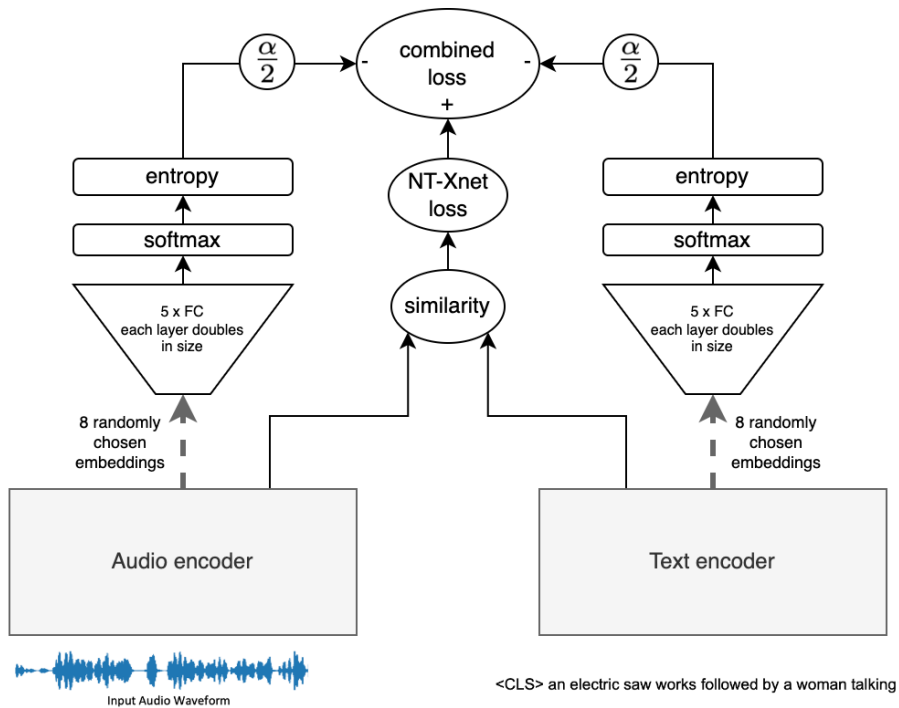 α/2
combined
loss
-
-
+
α/2
entropy
NT-Xnet
loss
entropy
softmax
softmax
5 x FC
each layer doubles
in size
similarity
5 x FC
each layer doubles
in size
8 randomly
chosen
embeddings
8 randomly
chosen
embeddings
Audio encoder
Text encoder
Input Audio Waveform
<CLS> an electric saw works followed by a woman talking